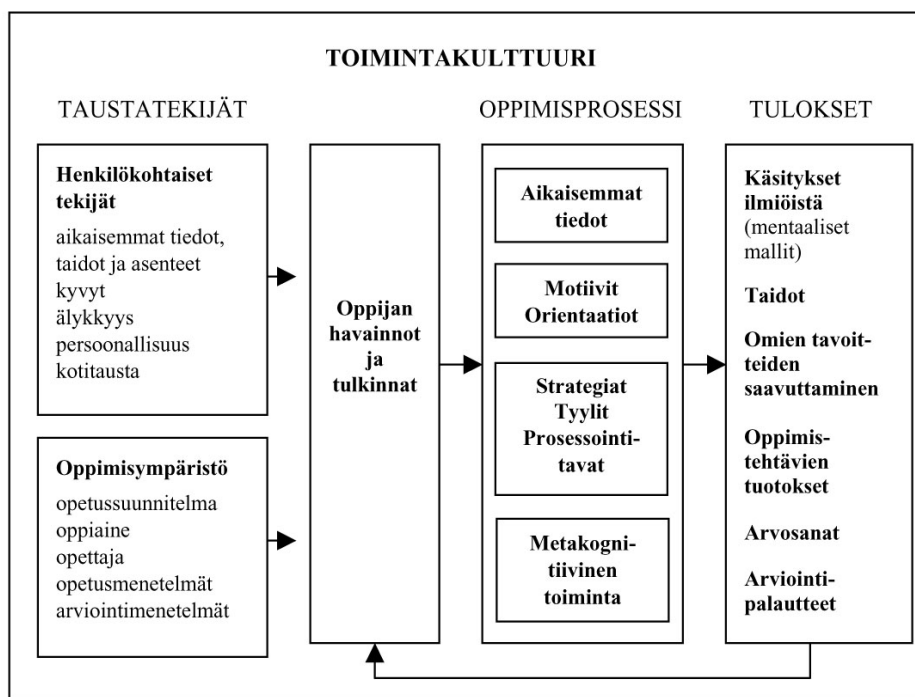 TOIMINTAKULTTUURI
TAUSTATEKIJÄT
Henkilökohtaiset
tekijät
aikaisemmat tiedot,
taidot ja asenteet
kyvyt
älykkyys
persoonallisuus
kotitausta
Oppimisympäristö
opetussuunnitelma
oppiaine
opettaja
opetusmenetelmät
arviointimenetelmät
Oppijan
havainnot
ja
tulkinnat
OPPIMISPROSESSI
Aikaisemmat
tiedot
Motiivit
Orientaatiot
Strategiat
Tyylit
Prosessointi-
tavat
Metakogni-
tiivinen
toiminta
TULOKSET
Käsitykset
ilmiöistä
(mentaaliset
mallit)
Taidot
Omien tavoit-
teiden
saavuttaminen
Oppimis-
tehtävien
tuotokset
Arvosanat
Arviointi-
palautteet